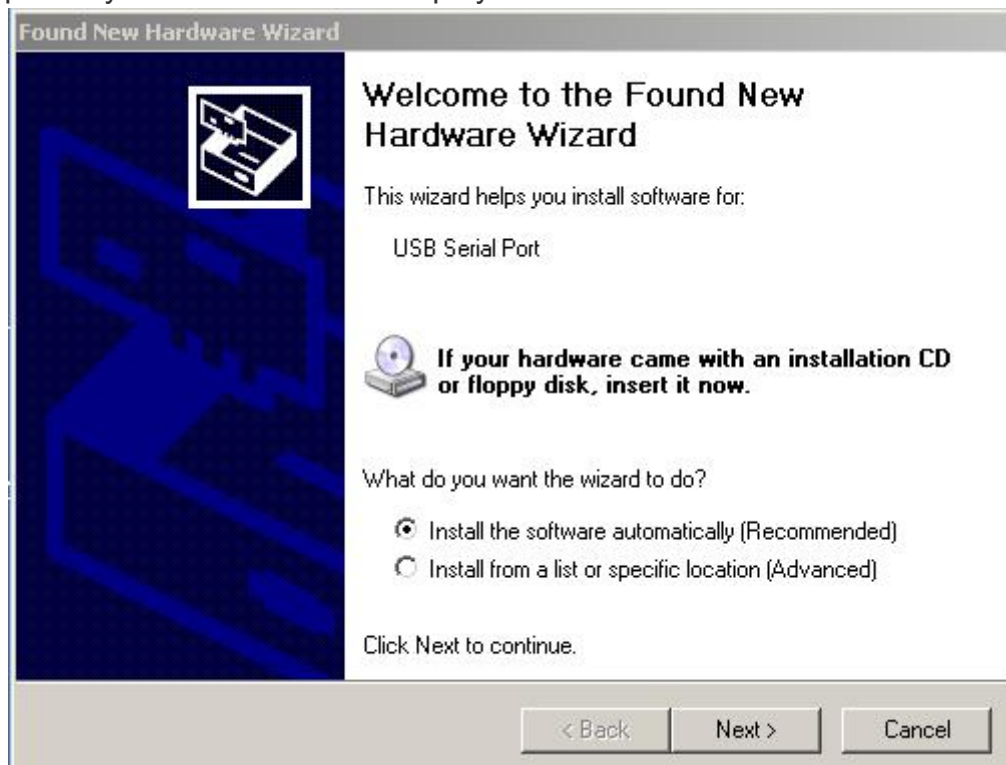 Found New Hardware Wizard
Welcome to the Found New
Hardware Wizard
This wizard helps you install software for:
USB Serial Port
If your hardware came with an installation CD
or floppy disk, insert it now.
What do you want the wizard to do?
Install the software automatically (Recommended)
Install from a list or specific location (Advanced)
Click Next to continue.
< Back
Next >
Cancel